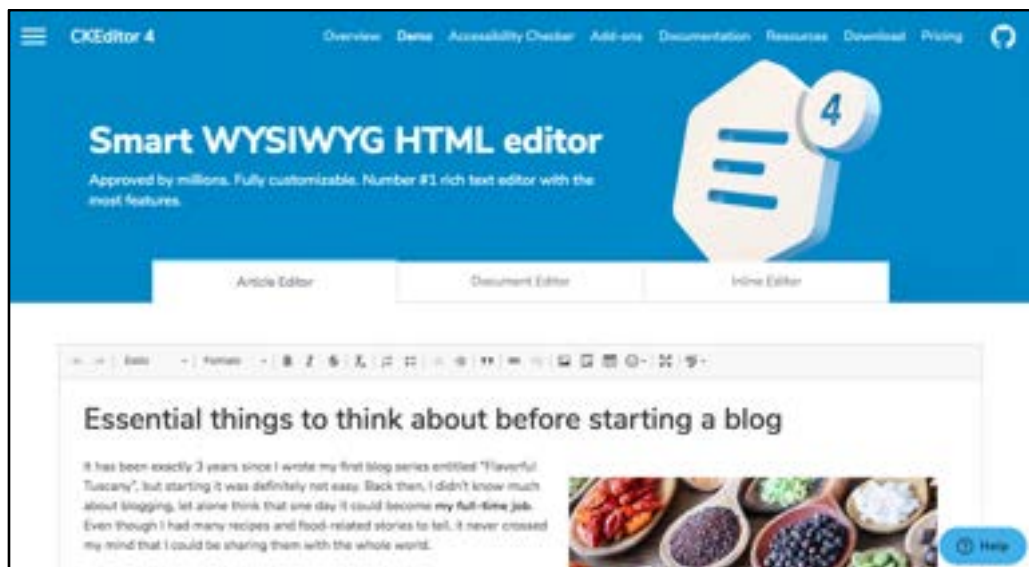 CKEditor 4
Overview Demo Accessibility Checker Add-ons Documentation Resources Download Pricing
4
Smart WYSIWYG HTML editor
Approved by millions. Fully customizable. Number #1 rich text editor with the
most features.
Article Editor Document Editor Inline Editor
B I S
Essential things to think about before starting a blog
It has been exactly 3 years since I wrote my first blog series entitled "Flavorful
Tuscany", but starting it was definitely not easy. Back then, I didn't know much
about blogging, let alone think that one day it could become my full-time job.
Even though I had many recipes and food-related stories to tell, it never crossed
my mind that I could be sharing them with the whole world.
Help